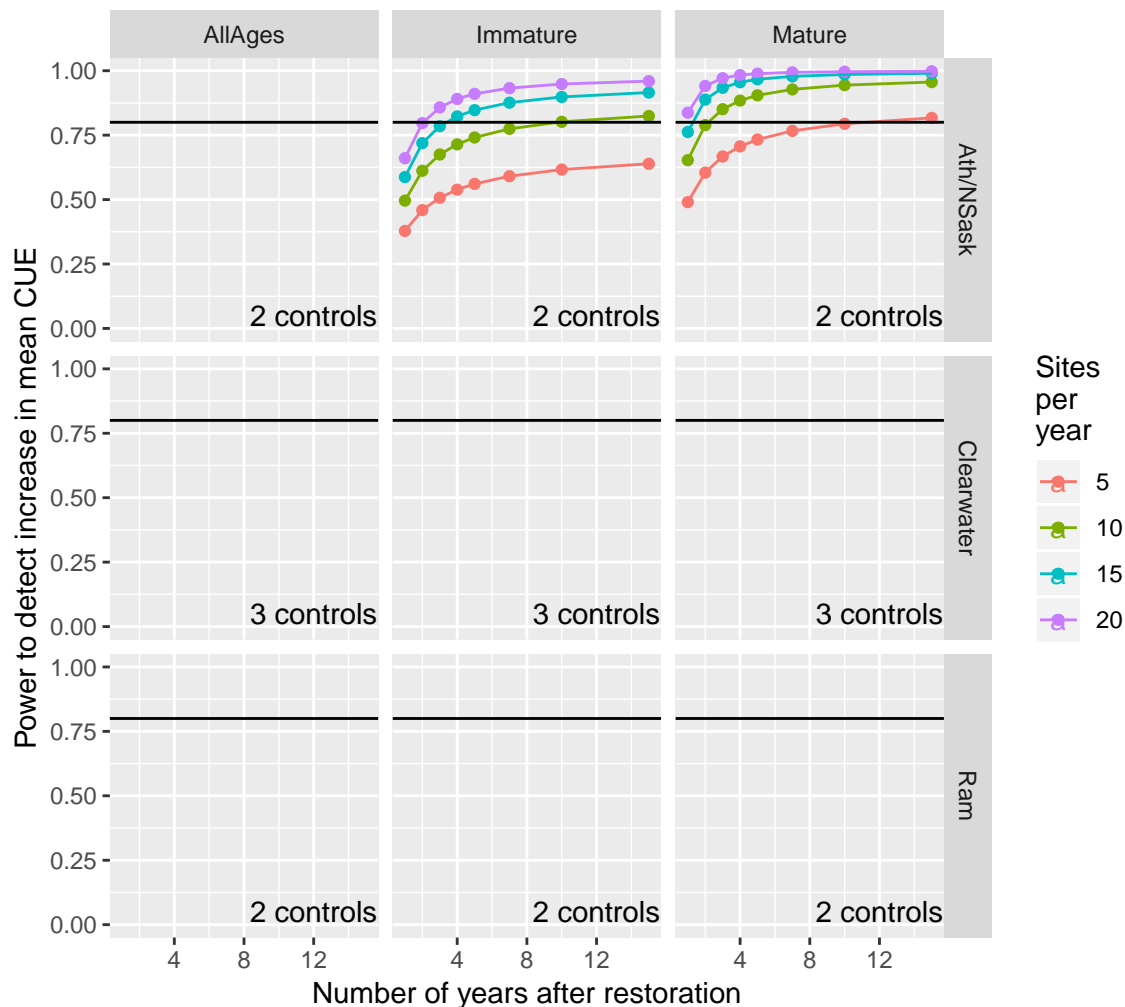 AllAges
Immature
Mature
Power to detect increase in mean CUE
1.00
0.75
0.50
0.25
0.00
2 controls
2 controls
2 controls
Ath/NSask
1.00
0.75
0.50
0.25
0.00
3 controls
3 controls
3 controls
Clearwater
1.00
0.75
0.50
0.25
0.00
2 controls
2 controls
2 controls
Ram
4
8
12
4
8
12
4
8
12
Number of years after restoration
Sites
per
year
a 5
a 10
a 15
a 20